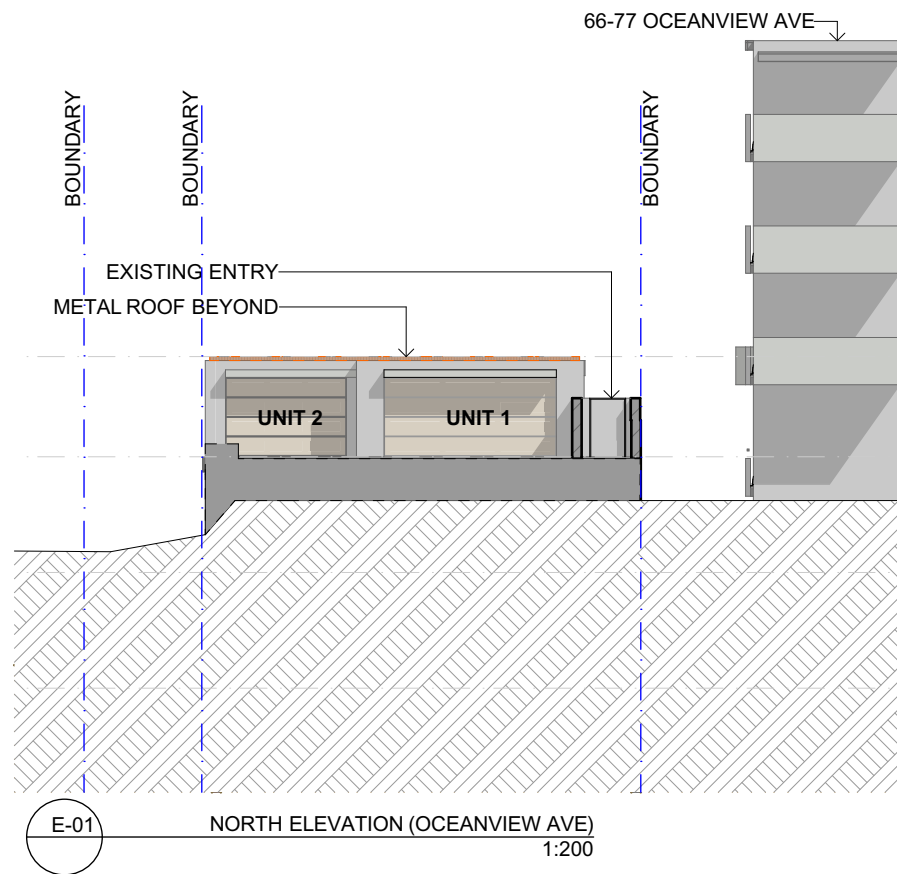 66-77 OCEANVIEW AVE
BOUNDARY
BOUNDARY
BOUNDARY
EXISTING ENTRY
METAL ROOF BEYOND
UNIT 2
UNIT 1
E-01
NORTH ELEVATION (OCEANVIEW AVE)
1:200